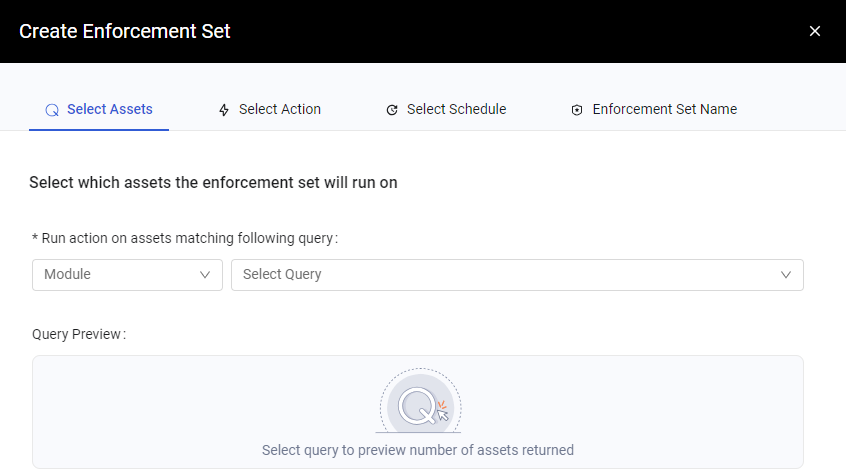 Create Enforcement Set
Select Assets Select Action Select Schedule Enforcement Set Name
Select which assets the enforcement set will run on
* Run action on assets matching following query:
Module Select Query
Query Preview:
Select query to preview number of assets returned